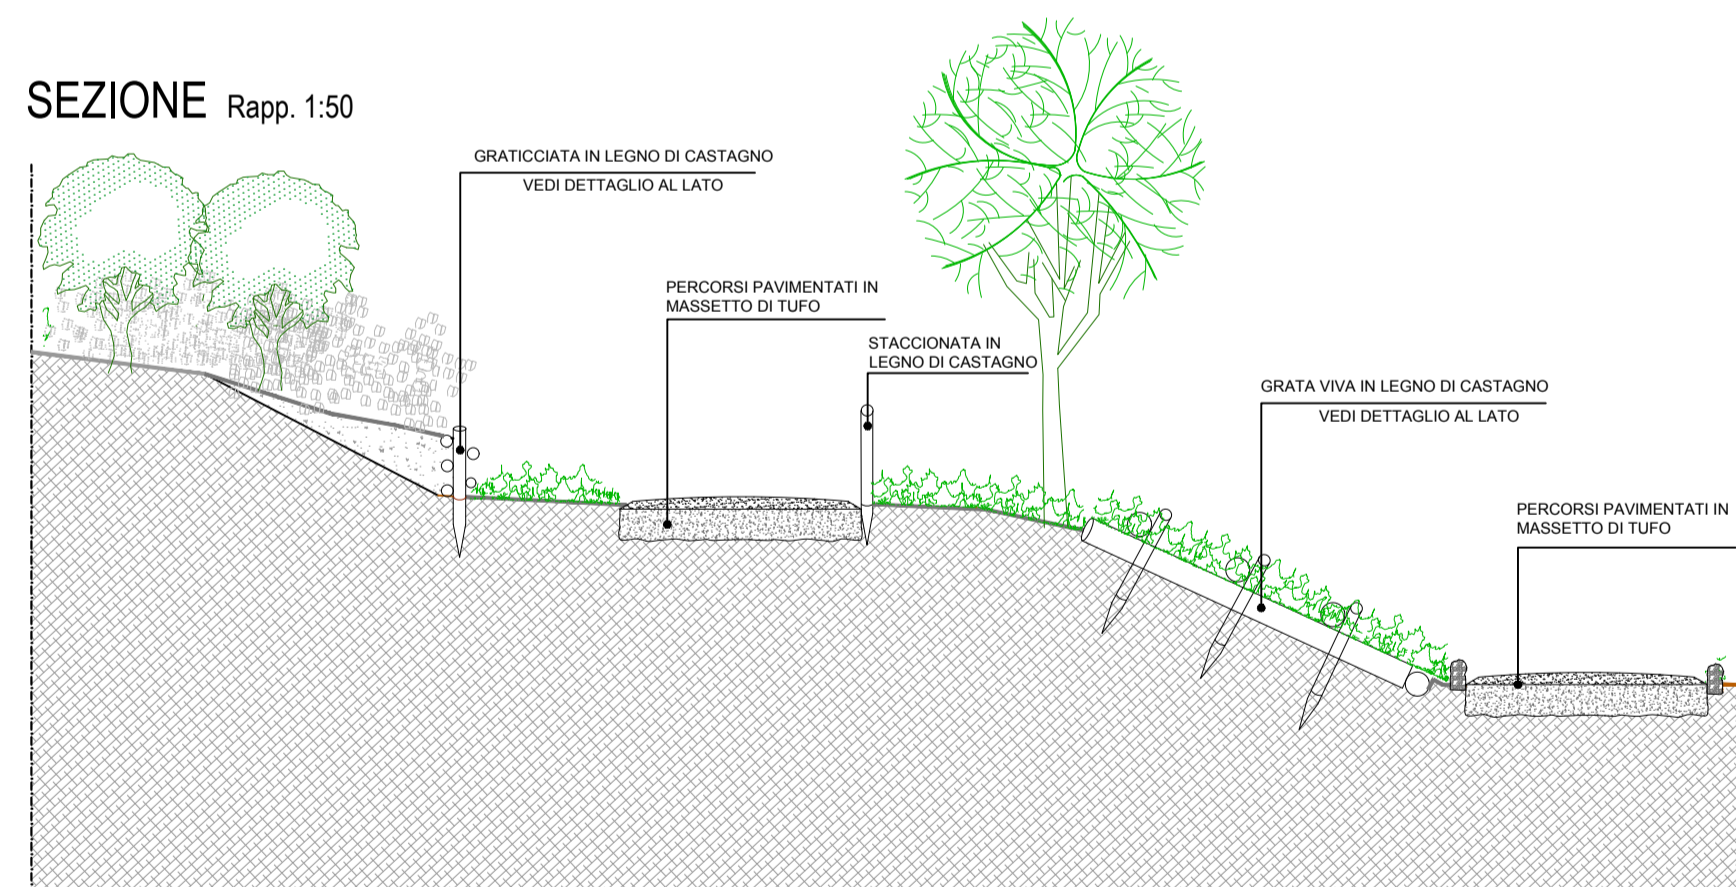 SEZIONE Rapp. 1:50
GRATICCIATA IN LEGNO DI CASTAGNO
VEDI DETTAGLIO AL LATO
PERCORSI PAVIMENTATI IN
MASSETTO DI TUFO
STACCIONATA IN
LEGNO DI CASTAGNO
GRATA VIVA IN LEGNO DI CASTAGNO
VEDI DETTAGLIO AL LATO
PERCORSI PAVIMENTATI IN
MASSETTO DI TUFO